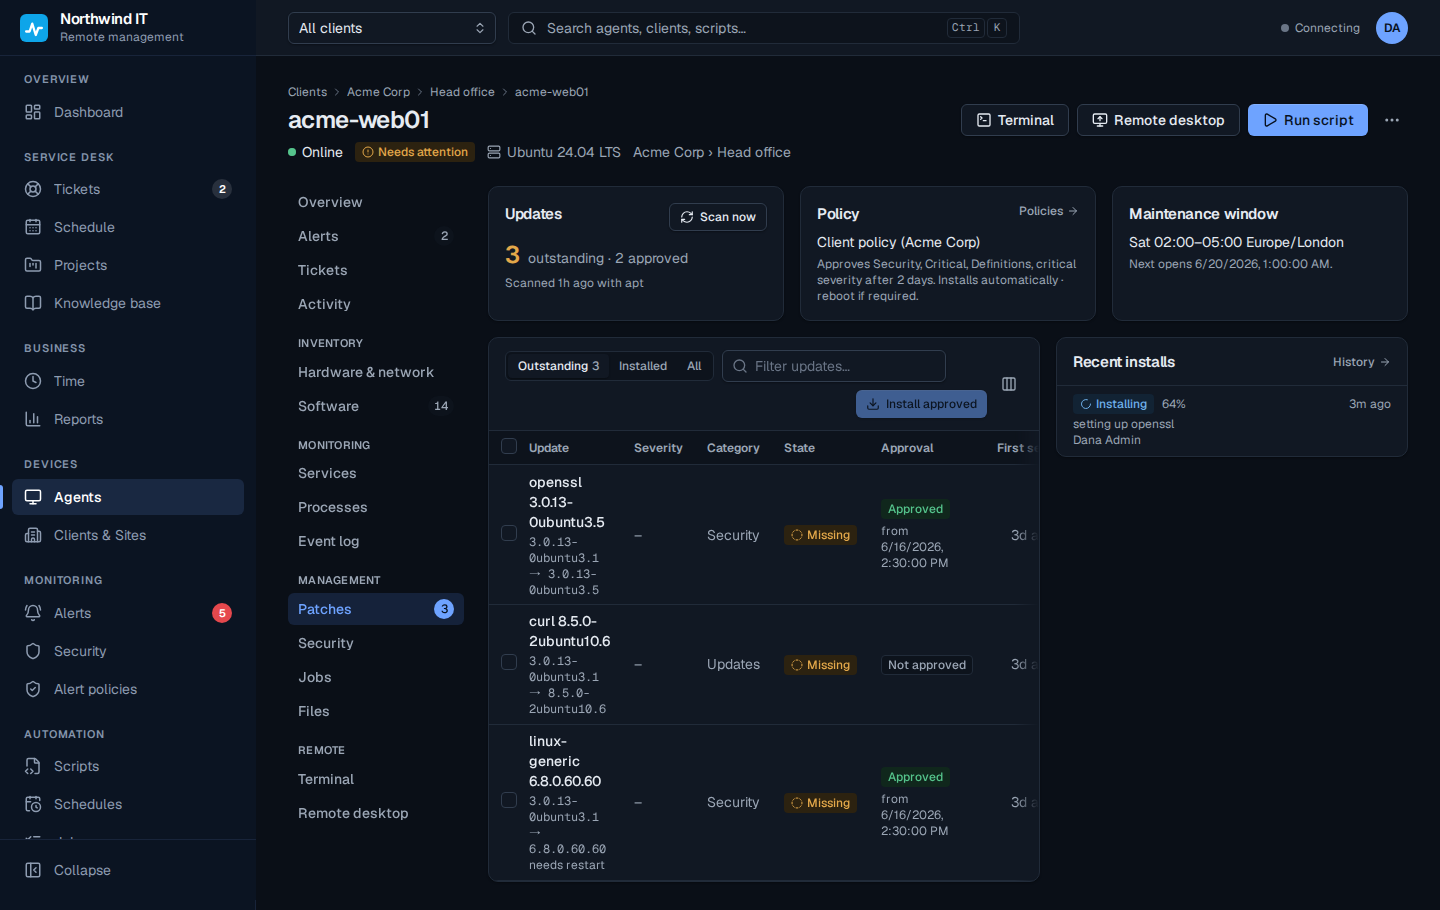 Northwind IT
Remote management
All clients
Search agents, clients, scripts...
Ctrl K
Connecting
DA
OVERVIEW
Dashboard
SERVICE DESK
Tickets 2
Schedule
Projects
Knowledge base
BUSINESS
Time
Reports
DEVICES
Agents
Clients & Sites
MONITORING
Alerts 5
Security
Alert policies
AUTOMATION
Scripts
Schedules
Collapse
Clients > Acme Corp > Head office > acme-web01
acme-web01
Terminal
Remote desktop
Run script
Online
Needs attention
Ubuntu 24.04 LTS
Acme Corp › Head office
Overview
Alerts 2
Tickets
Activity
INVENTORY
Hardware & network
Software 14
MONITORING
Services
Processes
Event log
MANAGEMENT
Patches 3
Security
Jobs
Files
REMOTE
Terminal
Remote desktop
Updates
Scan now
3 outstanding · 2 approved
Scanned 1h ago with apt
Policy
Policies →
Client policy (Acme Corp)
Approves Security, Critical, Definitions, critical
severity after 2 days. Installs automatically ·
reboot if required.
Maintenance window
Sat 02:00–05:00 Europe/London
Next opens 6/20/2026, 1:00:00 AM.
Outstanding 3 Installed All
Filter updates...
Install approved
Update Severity Category State Approval First
openssl
3.0.13-
0ubuntu3.5
3.0.13-
0ubuntu3.1
→ 3.0.13-
0ubuntu3.5
–
Security
Missing
Approved
from
6/16/2026,
2:30:00 PM
3d
curl 8.5.0-
2ubuntu10.6
3.0.13-
0ubuntu3.1
→ 8.5.0-
2ubuntu10.6
–
Updates
Missing
Not approved
3d
linux-
generic
6.8.0.60.60
3.0.13-
0ubuntu3.1
→
6.8.0.60.60
needs restart
–
Security
Missing
Approved
from
6/16/2026,
2:30:00 PM
3d
Recent installs
History →
Installing 64% 3m ago
setting up openssl
Dana Admin